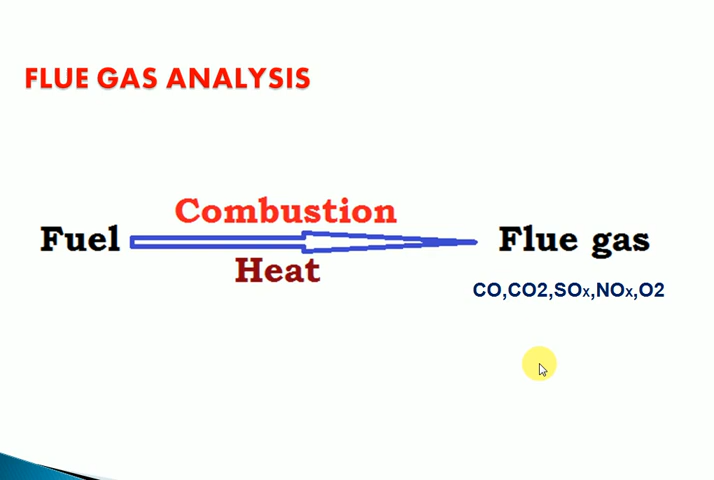 FLUE GAS ANALYSIS
Combustion
Fuel
Flue gas
Heat
CO,CO2,SOx,NOx,O2